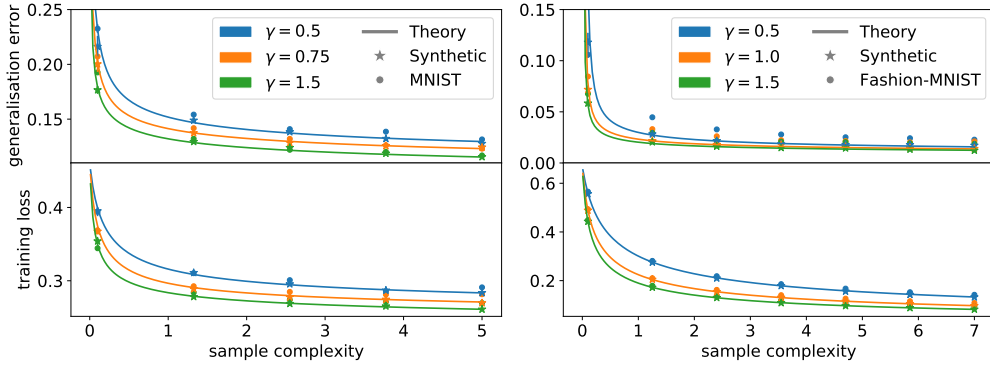 generalisation error
0.25
0.20
0.15
γ = 0.5
γ = 0.75
γ = 1.5
Theory
Synthetic
MNIST
training loss
0.4
0.3
0 1 2 3 4 5
sample complexity
0.15
0.10
0.05
0.00
γ = 0.5
γ = 1.0
γ = 1.5
Theory
Synthetic
Fashion-MNIST
0.6
0.4
0.2
0 1 2 3 4 5 6 7
sample complexity